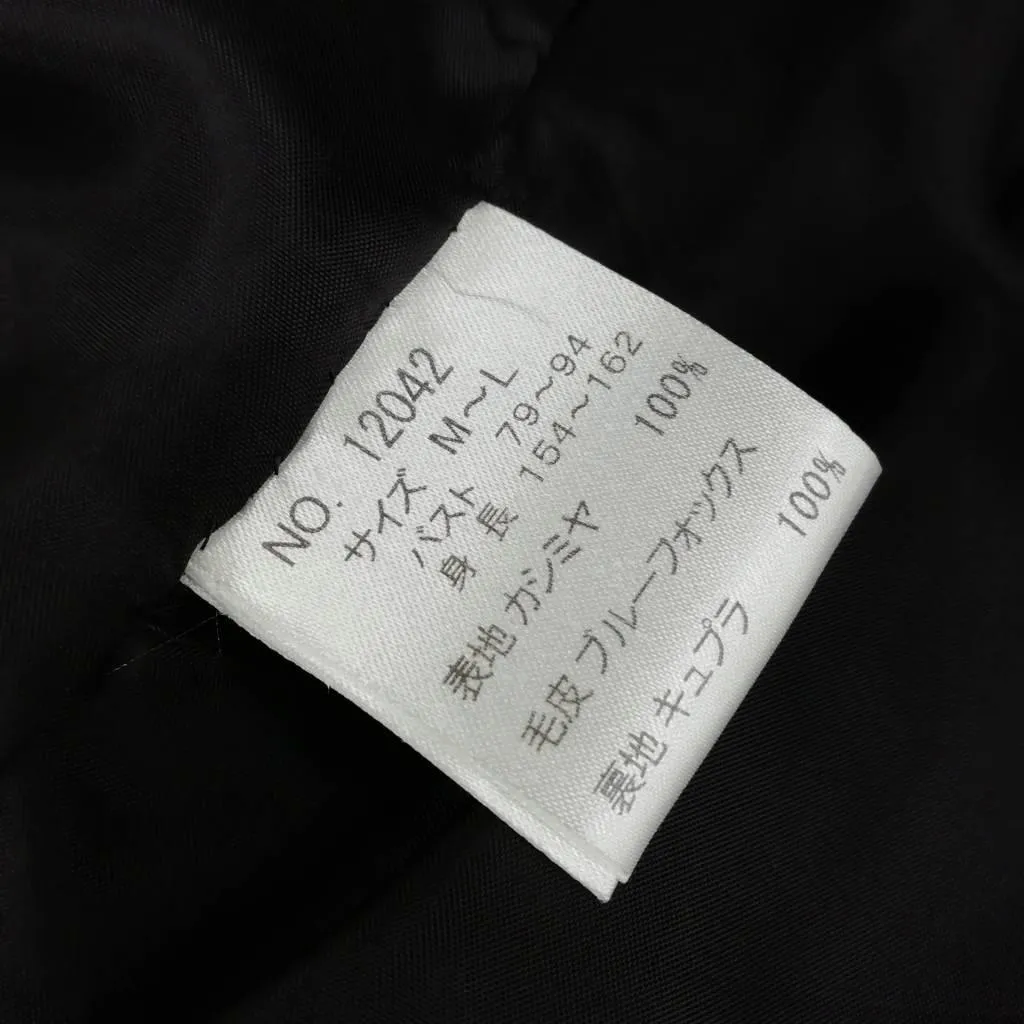 NO. 12042
サイズ M～L
バスト 79～94
身長 154～162
表地 カシミヤ 100%
毛皮 ブルーフォックス
裏地 キュプラ 100%